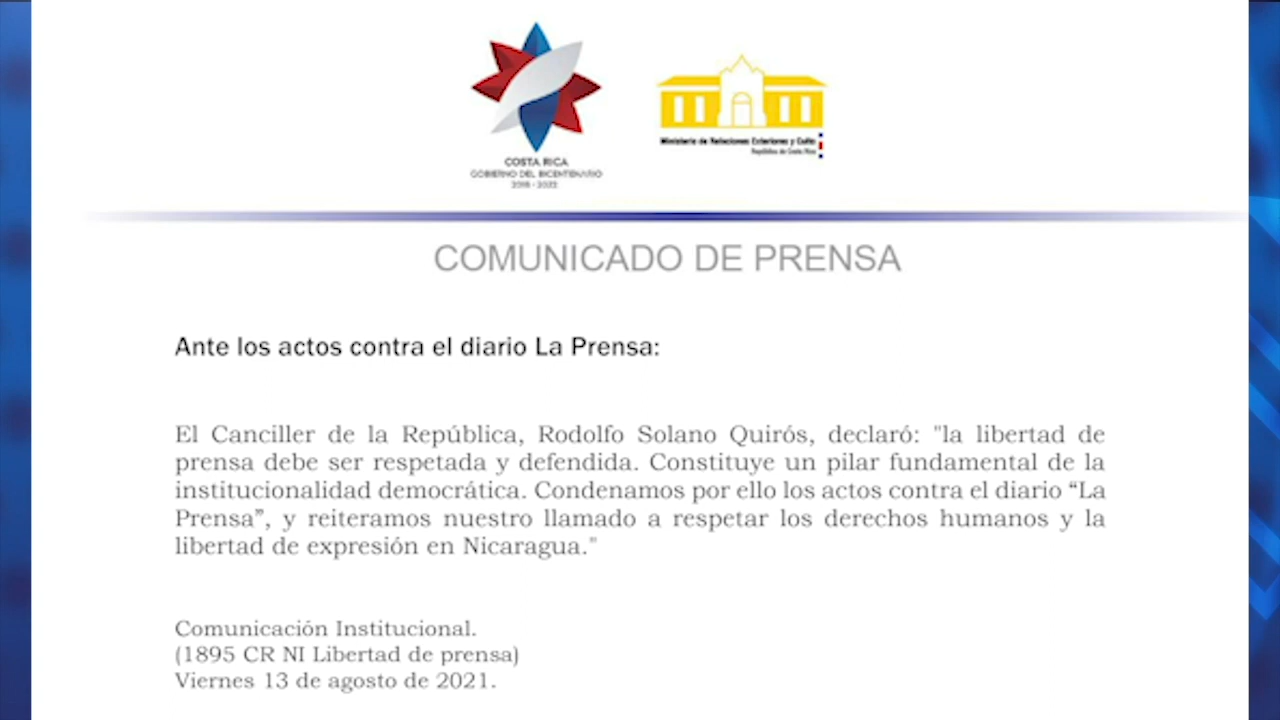 COSTA RICA
GOBIERNO DEL BICENTENARIO
2018 - 2022
Ministerio de Relaciones Exteriores y Culto
República de Costa Rica
COMUNICADO DE PRENSA
Ante los actos contra el diario La Prensa:
El Canciller de la República, Rodolfo Solano Quirós, declaró: "la libertad de
prensa debe ser respetada y defendida. Constituye un pilar fundamental de la
institucionalidad democrática. Condenamos por ello los actos contra el diario “La
Prensa”, y reiteramos nuestro llamado a respetar los derechos humanos y la
libertad de expresión en Nicaragua."
Comunicación Institucional.
(1895 CR NI Libertad de prensa)
Viernes 13 de agosto de 2021.